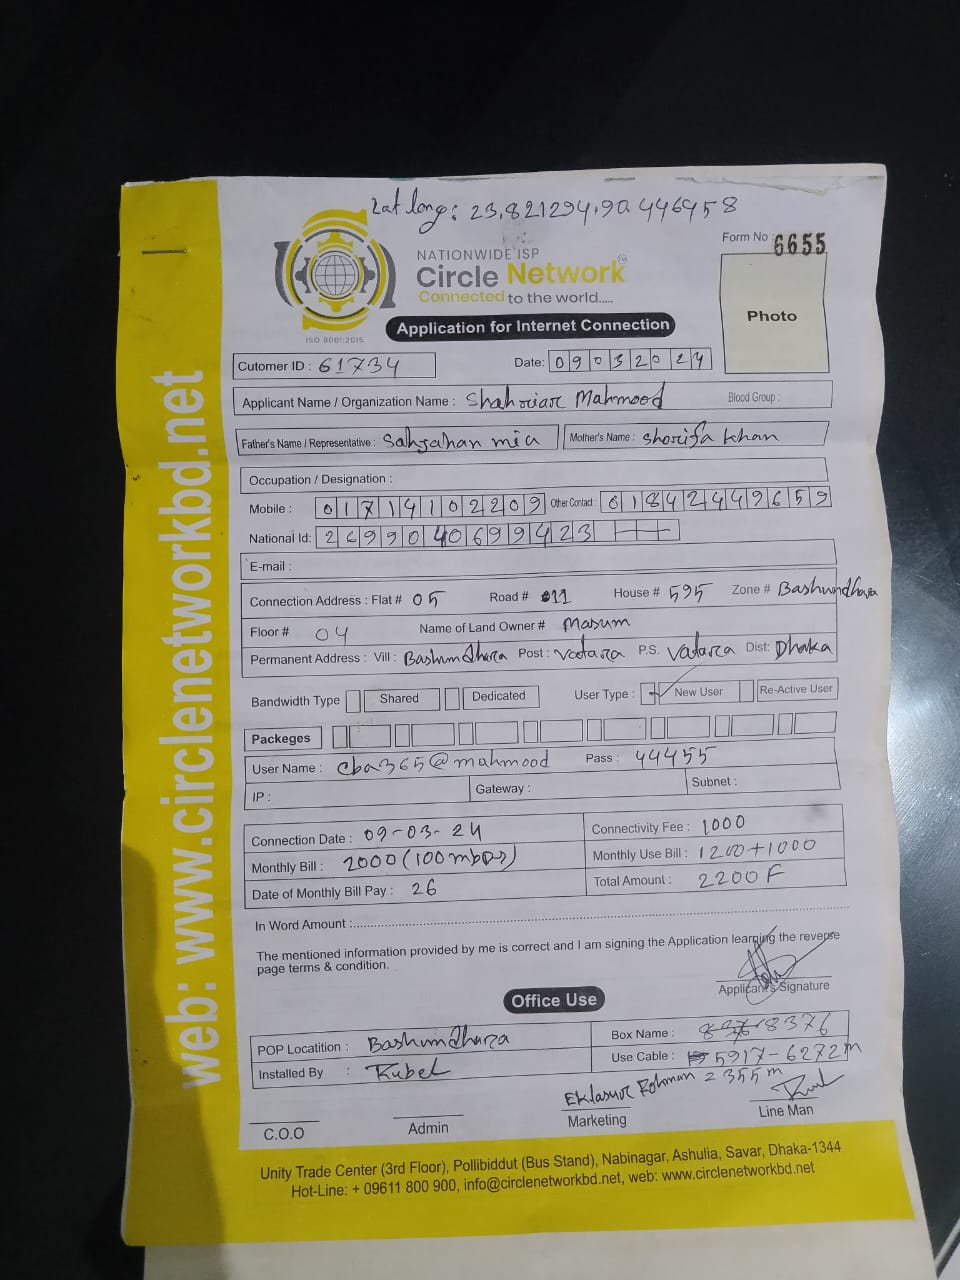 Lat long: 23.821294.90.446458
Form No : 6655
NATIONWIDE ISP
Circle Network
Connected to the world.....
ISO 9001:2015
Application for Internet Connection
Photo
Cutomer ID : 61734
Date: 09032024
Applicant Name / Organization Name : Shahriar Mahmood
Blood Group :
Father's Name / Representative : Sahjahan mia
Mother's Name : Shorifa khan
Occupation / Designation :
Mobile : 01714102209 Other Contact : 01842449659
National Id: 2699040699423
E-mail :
Connection Address : Flat # 05 Road # 11 House # 595 Zone # Bashundhara
Floor # 04 Name of Land Owner # Masum
Permanent Address : Vill : Bashundhara Post : Vatara P.S. Vatara Dist: Dhaka
Bandwidth Type Shared Dedicated User Type : ✓ New User Re-Active User
Packeges
User Name : cba365@mahmood Pass : 44455
IP : Gateway : Subnet :
Connection Date : 09-03-24 Connectivity Fee : 1000
Monthly Bill : 2000 (100mbps) Monthly Use Bill : 1200+1000
Date of Monthly Bill Pay : 26 Total Amount : 2200
In Word Amount :
The mentioned information provided by me is correct and I am signing the Application learning the reverse
page terms & condition.
Applicant's Signature
Office Use
POP Locatition : Bashundhara Box Name : 8376
Installed By : Rubel Use Cable : 5917-6272m
Eklasur Rohman = 355m
C.O.O Admin Marketing Line Man
Unity Trade Center (3rd Floor), Pollibiddut (Bus Stand), Nabinagar, Ashulia, Savar, Dhaka-1344
Hot-Line: + 09611 800 900, info@circlenetworkbd.net, web: www.circlenetworkbd.net
web: www.circlenetworkbd.net